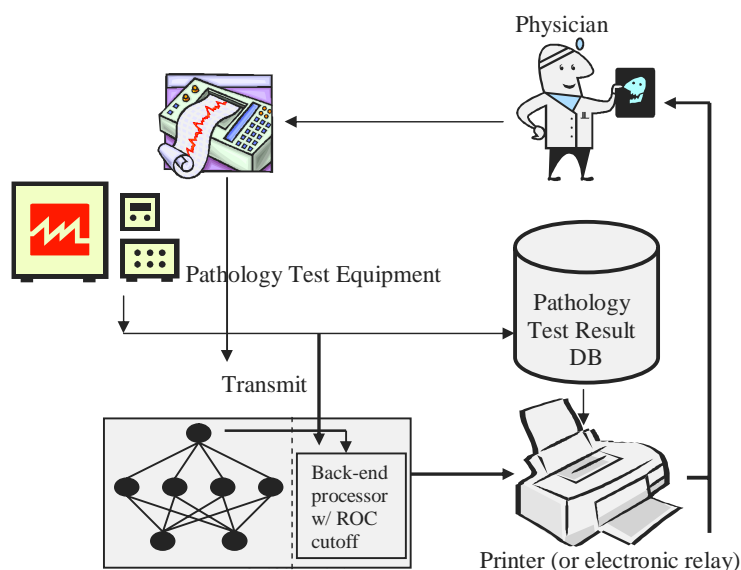 Physician
Pathology Test Equipment
Pathology
Test Result
DB
Transmit
Back-end
processor
w/ ROC
cutoff
Printer (or electronic relay)